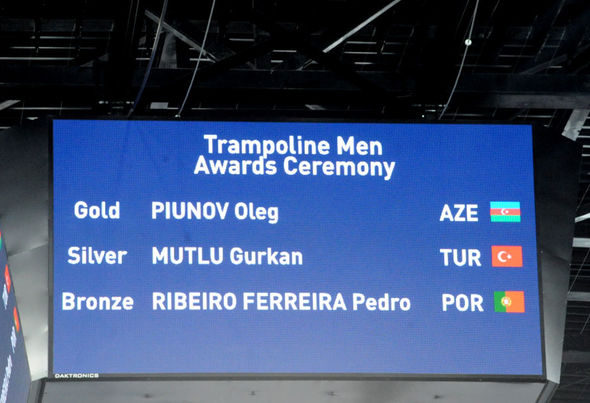 Trampoline Men
Awards Ceremony
Gold PIUNOV Oleg AZE
Silver MUTLU Gurkan TUR
Bronze RIBEIRO FERREIRA Pedro POR
DAKTRONICS